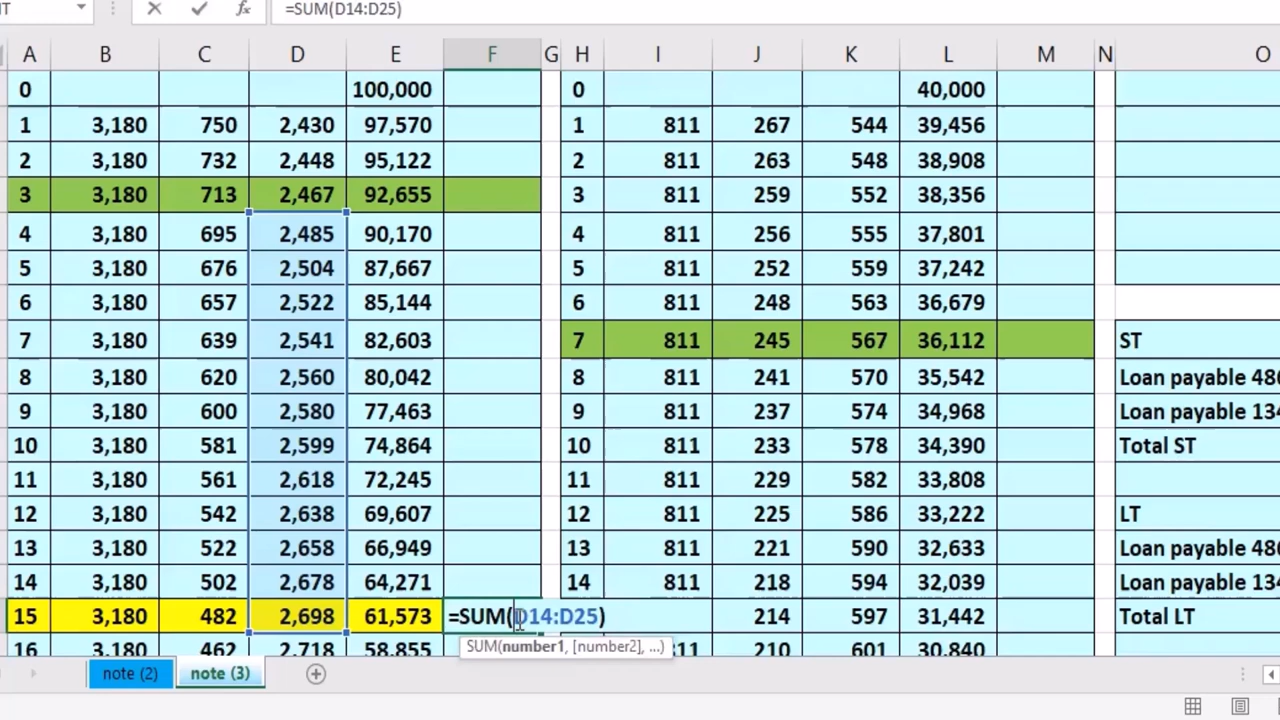 =SUM(D14:D25)
A B C D E F G H I J K L M N O
0 100,000 0 40,000
1 3,180 750 2,430 97,570 1 811 267 544 39,456
2 3,180 732 2,448 95,122 2 811 263 548 38,908
3 3,180 713 2,467 92,655 3 811 259 552 38,356
4 3,180 695 2,485 90,170 4 811 256 555 37,801
5 3,180 676 2,504 87,667 5 811 252 559 37,242
6 3,180 657 2,522 85,144 6 811 248 563 36,679
7 3,180 639 2,541 82,603 7 811 245 567 36,112 ST
8 3,180 620 2,560 80,042 8 811 241 570 35,542 Loan payable 480
9 3,180 600 2,580 77,463 9 811 237 574 34,968 Loan payable 134
10 3,180 581 2,599 74,864 10 811 233 578 34,390 Total ST
11 3,180 561 2,618 72,245 11 811 229 582 33,808
12 3,180 542 2,638 69,607 12 811 225 586 33,222 LT
13 3,180 522 2,658 66,949 13 811 221 590 32,633 Loan payable 480
14 3,180 502 2,678 64,271 14 811 218 594 32,039 Loan payable 134
15 3,180 482 2,698 61,573 =SUM(D14:D25) 214 597 31,442 Total LT
16 3,180 462 2,718 58,855 SUM(number1, [number2], ...) 11 210 601 30,840
note (2) note (3)